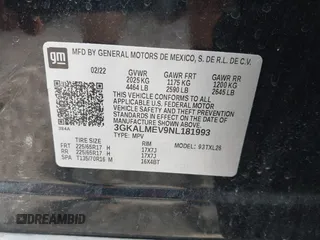 gm
MFD BY GENERAL MOTORS DE MEXICO, S. DE R.L. DE C.V.
02/22 GVWR GAWR FRT GAWR RR
2025 KG 1175 KG 1200 KG
4464 LB 2590 LB 2645 LB
THIS VEHICLE CONFORMS TO ALL APPLICABLE U.S. FEDERAL MOTOR VEHICLE SAFETY AND THEFT PREVENTION STANDARDS IN EFFECT ON THE DATE OF MANUFACTURE SHOWN ABOVE.
3GKALMEV9NL181993
TYPE: MPV MODEL:
TIRE SIZE RIM
FRT 225/65R17 H 17X7J
RR 225/65R17 H 17X7J
SPA T135/70R16 M 16X4BT
© DREAMBID